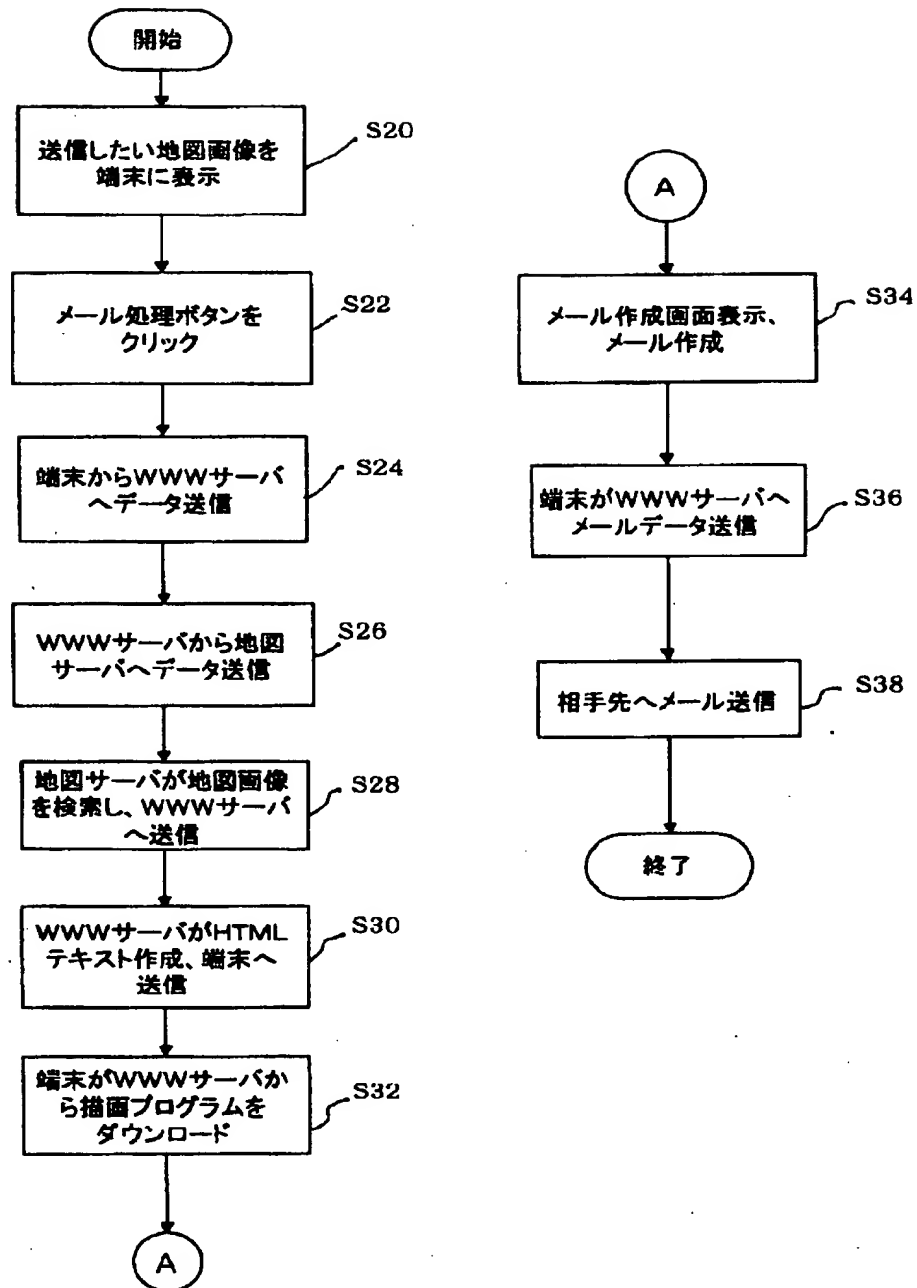 開始
送信したい地図画像を
端末に表示
S20
メール処理ボタンを
クリック
S22
端末からWWWサーバ
へデータ送信
S24
WWWサーバから地図
サーバへデータ送信
S26
地図サーバが地図画像
を検索し、WWWサーバ
へ送信
S28
WWWサーバがHTML
テキスト作成、端末へ
送信
S30
端末がWWWサーバか
ら描画プログラムを
ダウンロード
S32
A
A
メール作成画面表示、
メール作成
S34
端末がWWWサーバへ
メールデータ送信
S36
相手先へメール送信
S38
終了